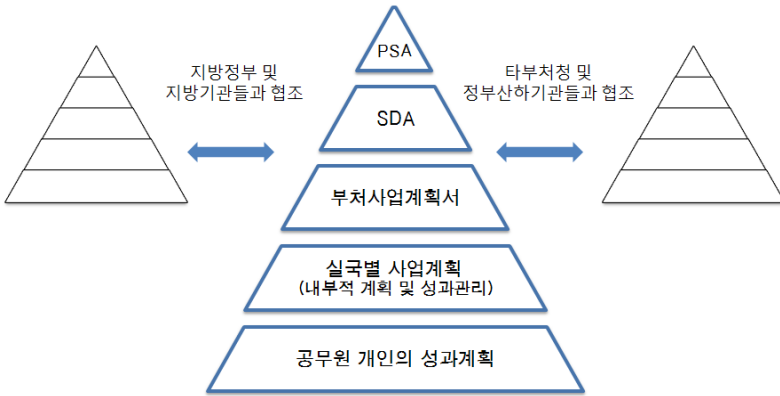 PSA
지방정부 및
지방기관들과 협조
타부처청 및
정부산하기관들과 협조
SDA
부처사업계획서
실국별 사업계획
(내부적 계획 및 성과관리)
공무원 개인의 성과계획